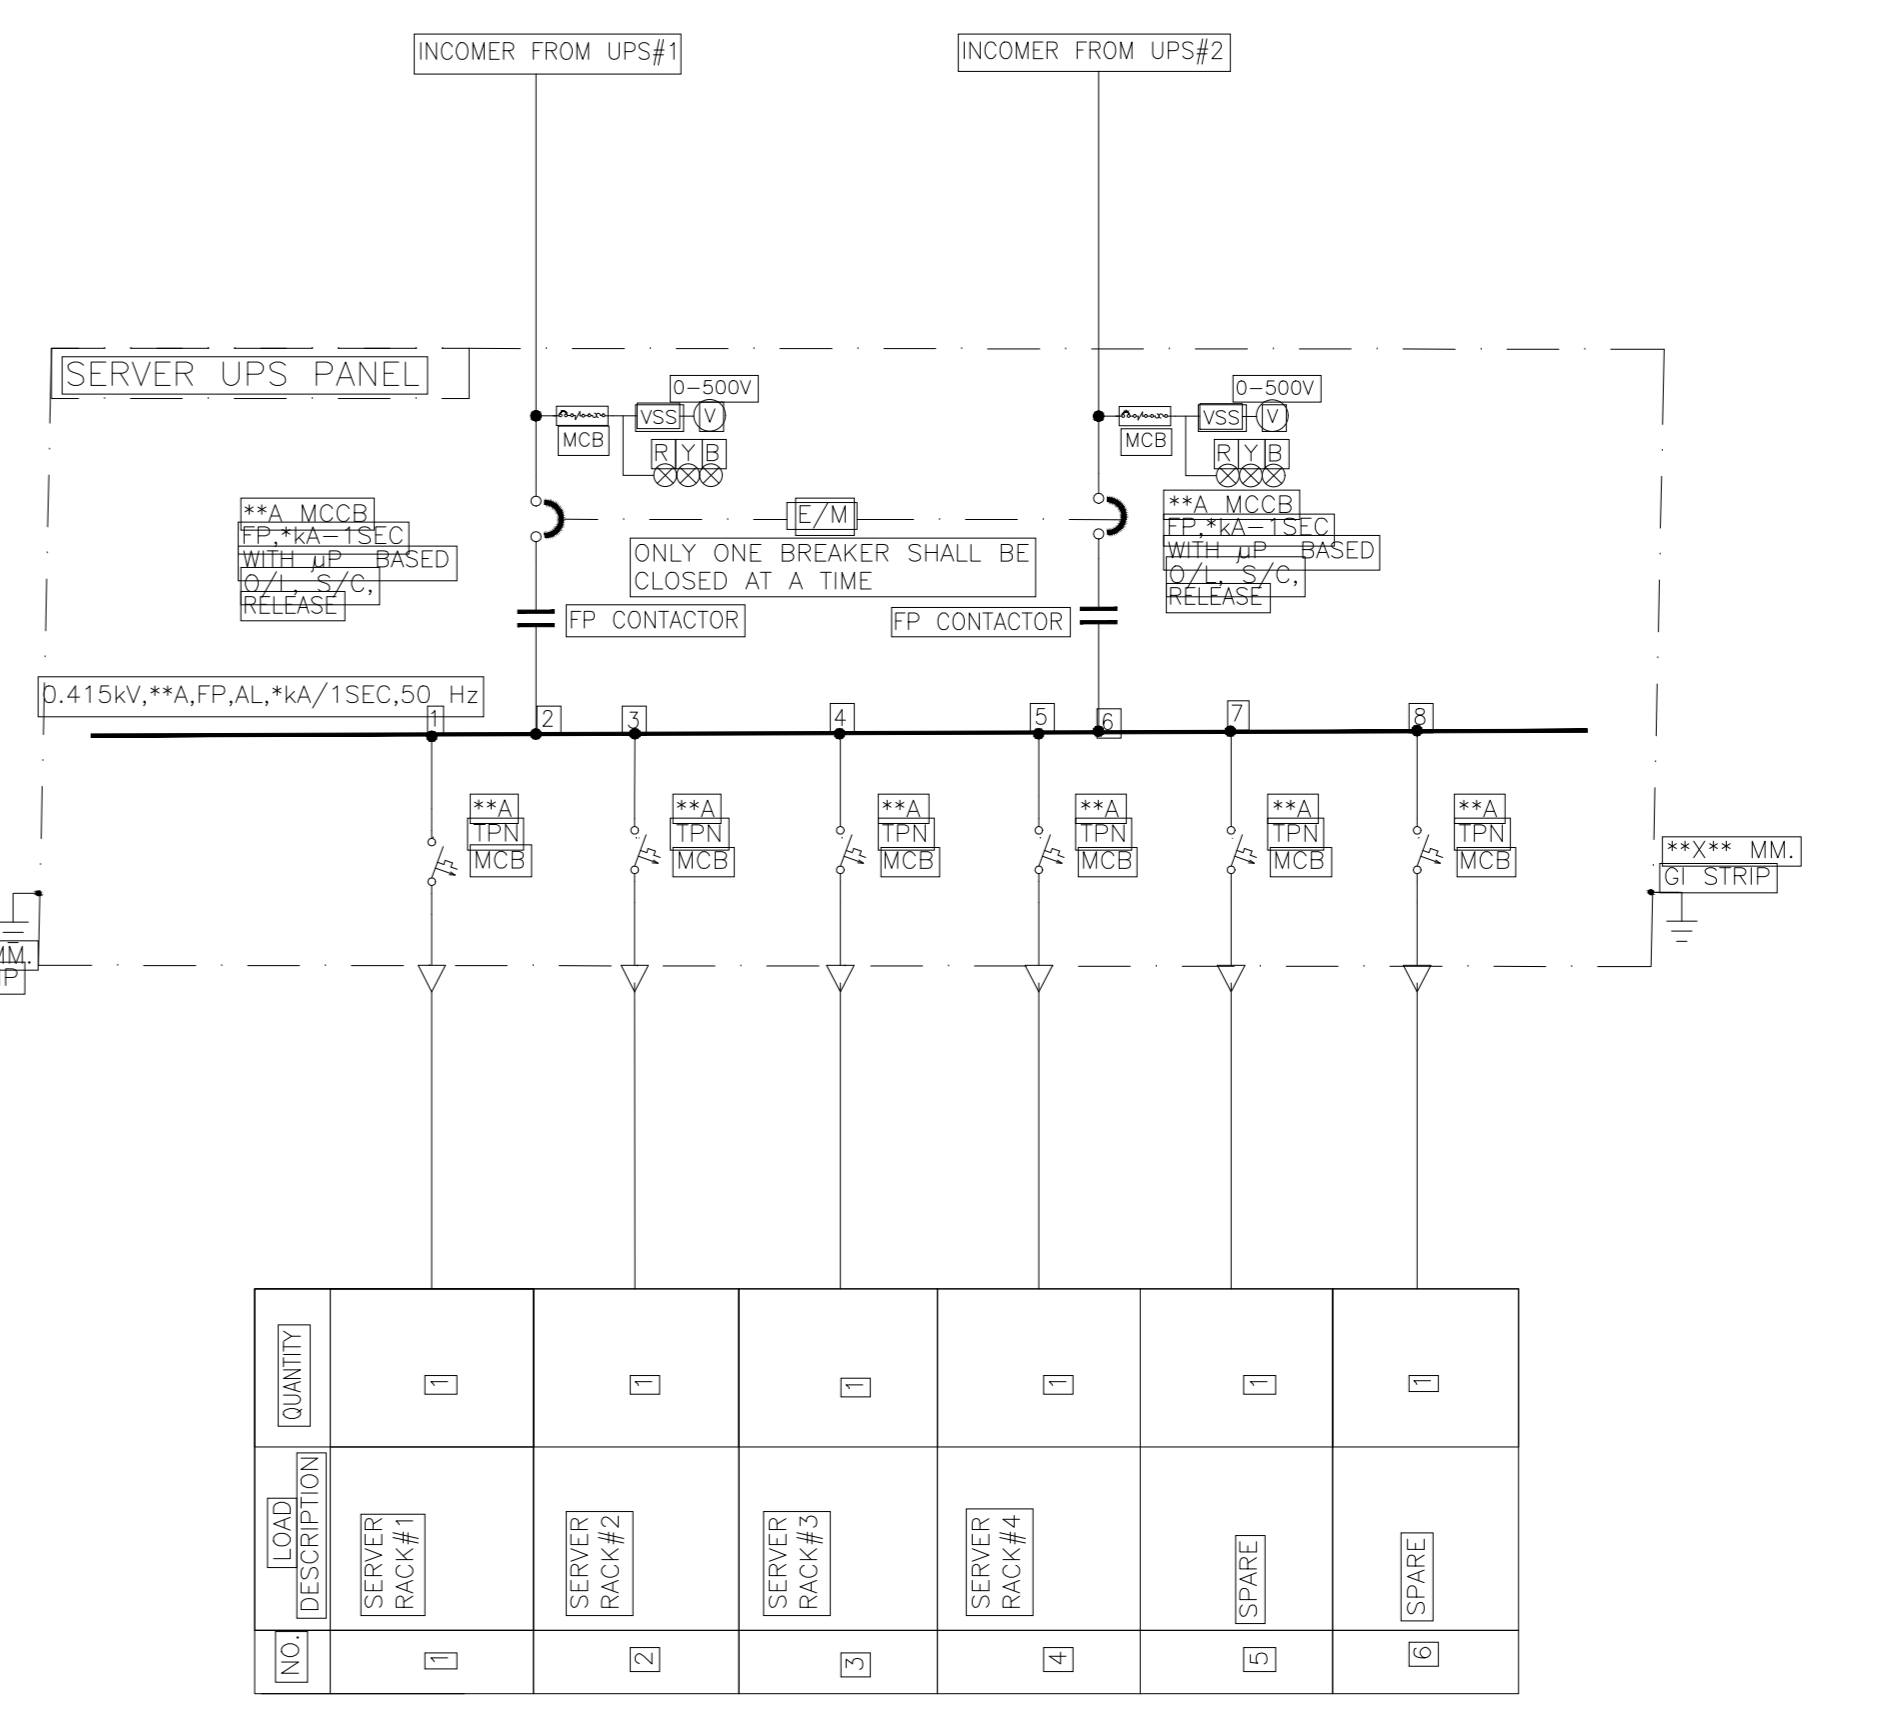 INCOMER FROM UPS#1
INCOMER FROM UPS#2
SERVER UPS PANEL
0-500V
VSS
V
MCB
R Y B
0-500V
VSS
V
MCB
R Y B
**A MCCB
FP,*kA-1SEC
WITH µP BASED
O/L, S/C,
RELEASE
E/M
ONLY ONE BREAKER SHALL BE
CLOSED AT A TIME
**A MCCB
FP,*kA-1SEC
WITH µP BASED
O/L, S/C,
RELEASE
FP CONTACTOR
FP CONTACTOR
0.415kV,**A,FP,AL,*kA/1SEC,50 Hz
1
2
3
4
5
6
7
8
**A
TPN
MCB
**A
TPN
MCB
**A
TPN
MCB
**A
TPN
MCB
**A
TPN
MCB
**A
TPN
MCB
**X** MM.
GI STRIP
MM.
IP
QUANTITY
1
1
1
1
1
1
LOAD
DESCRIPTION
SERVER
RACK#1
SERVER
RACK#2
SERVER
RACK#3
SERVER
RACK#4
SPARE
SPARE
NO.
1
2
3
4
5
6